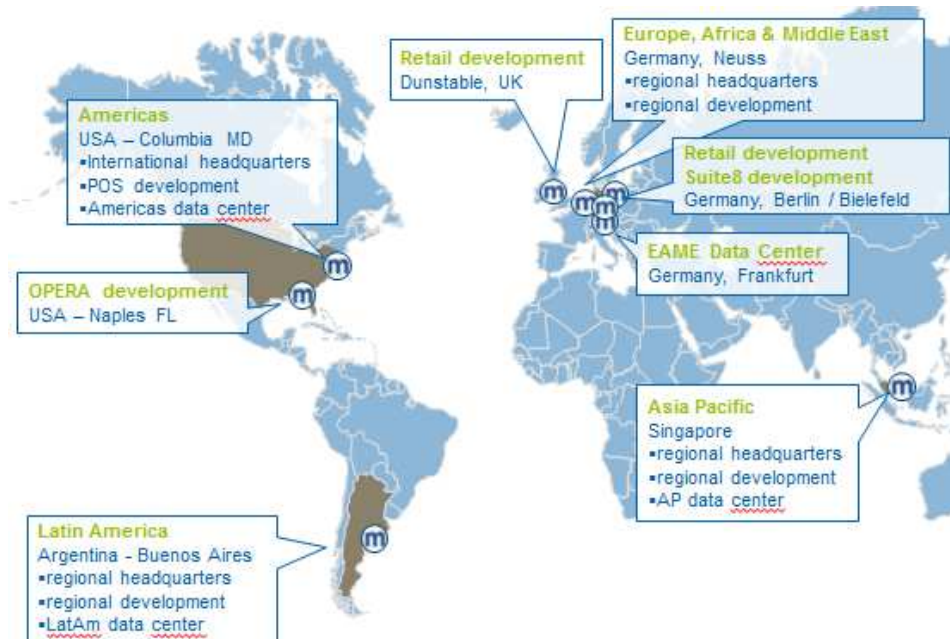 Retail development
Dunstable, UK
Europe, Africa & Middle East
Germany, Neuss
▪regional headquarters
▪regional development
Americas
USA – Columbia MD
▪International headquarters
▪POS development
▪Americas data center
Retail development
Suite8 development
Germany, Berlin / Bielefeld
EAME Data Center
Germany, Frankfurt
OPERA development
USA – Naples FL
Asia Pacific
Singapore
▪regional headquarters
▪regional development
▪AP data center
Latin America
Argentina - Buenos Aires
▪regional headquarters
▪regional development
▪LatAm data center
m
m
m
m
m
m
m
m
m